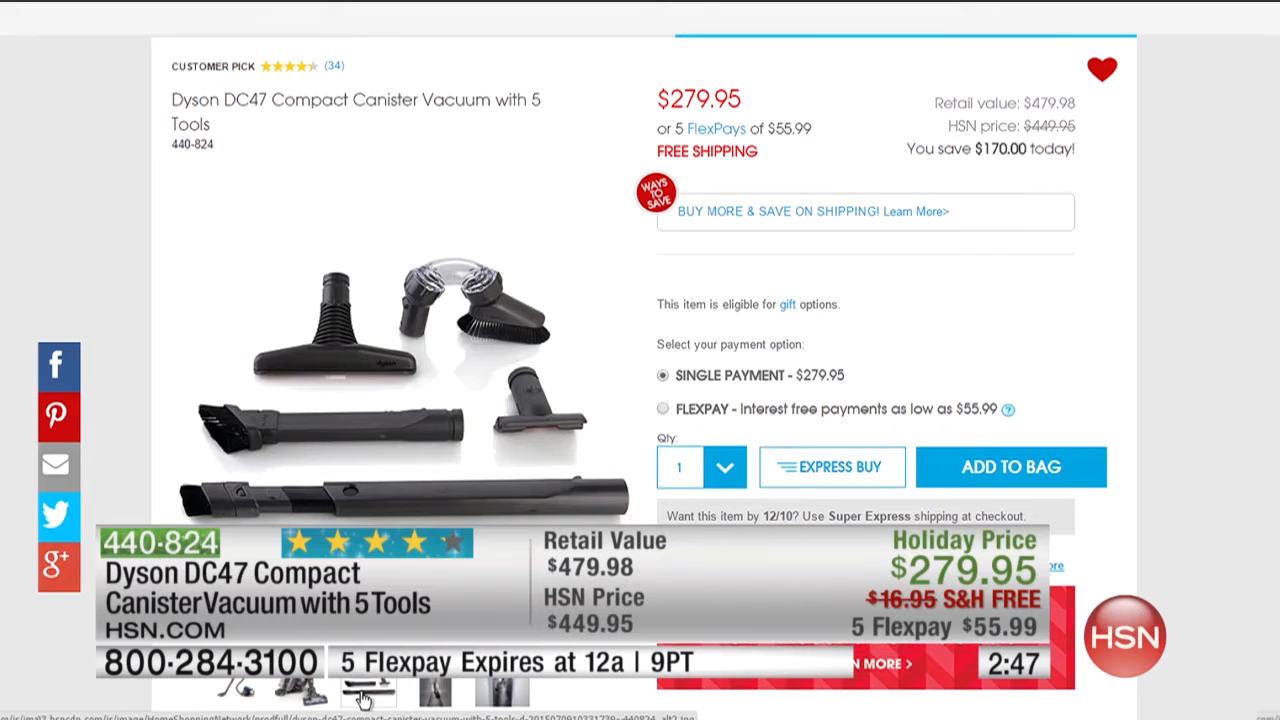 CUSTOMER PICK (34)
Dyson DC47 Compact Canister Vacuum with 5
Tools
440-824
$279.95
or 5 FlexPays of $55.99
FREE SHIPPING
Retail value: $479.98
HSN price: $449.95
You save $170.00 today!
WAYS
TO
SAVE
BUY MORE & SAVE ON SHIPPING! Learn More>
This item is eligible for gift options.
Select your payment option:
SINGLE PAYMENT - $279.95
FLEXPAY - Interest free payments as low as $55.99 ?
Qty:
1
EXPRESS BUY
ADD TO BAG
Want this item by 12/10? Use Super Express shipping at checkout.
f
g+
dyson
440-824
Dyson DC47 Compact
Canister Vacuum with 5 Tools
HSN.COM
Retail Value
$479.98
HSN Price
$449.95
Holiday Price
$279.95
$16.95 S&H FREE
5 Flexpay $55.99
HSN
800-284-3100
5 Flexpay Expires at 12a | 9PT
N MORE >
2:47